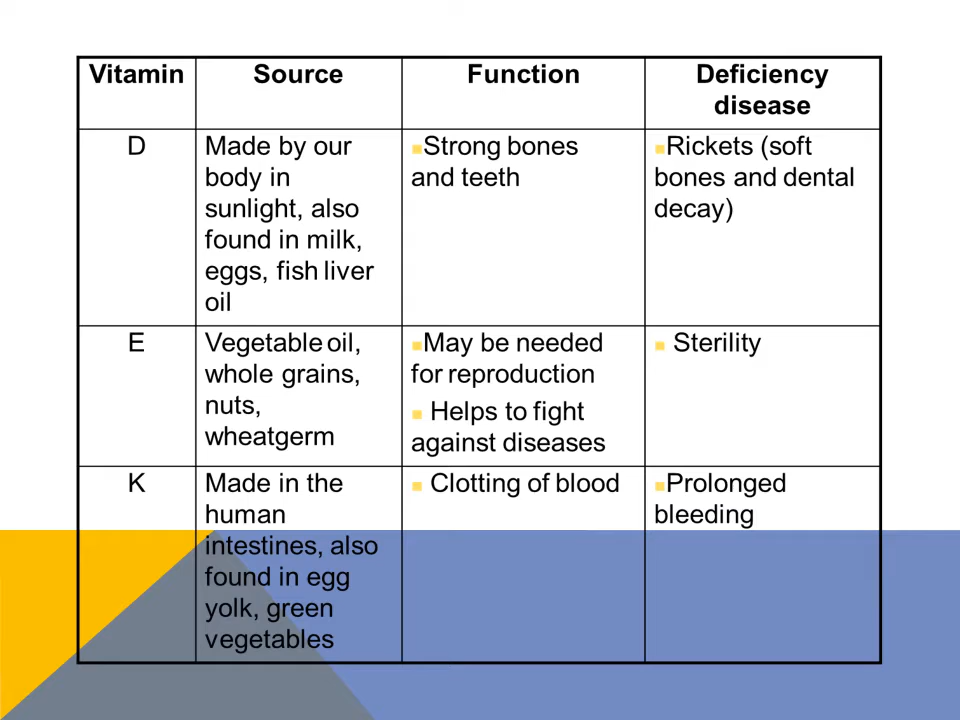 Vitamin
Source
Function
Deficiency
disease
D
Made by our
body in
sunlight, also
found in milk,
eggs, fish liver
oil
Strong bones
and teeth
Rickets (soft
bones and dental
decay)
E
Vegetable oil,
whole grains,
nuts,
wheatgerm
May be needed
for reproduction
Helps to fight
against diseases
Sterility
K
Made in the
human
intestines, also
found in egg
yolk, green
vegetables
Clotting of blood
Prolonged
bleeding